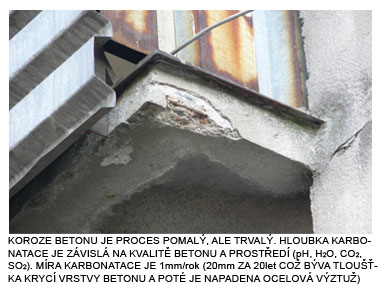 KOROZE BETONU JE PROCES POMALÝ, ALE TRVALÝ. HLOUBKA KARBO-
NATACE JE ZÁVISLÁ NA KVALITĚ BETONU A PROSTŘEDÍ (pH, H₂O, CO₂,
SO₂). MÍRA KARBONATACE JE 1mm/rok (20mm ZA 20let COŽ BÝVA TLOUŠŤ-
KA KRYCÍ VRSTVY BETONU A POTÉ JE NAPADENA OCELOVÁ VÝZTUŽ)